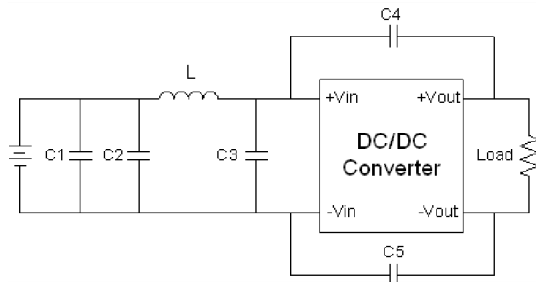 C4
L
+Vin +Vout
C1 C2 C3 DC/DC Converter Load
-Vin -Vout
C5